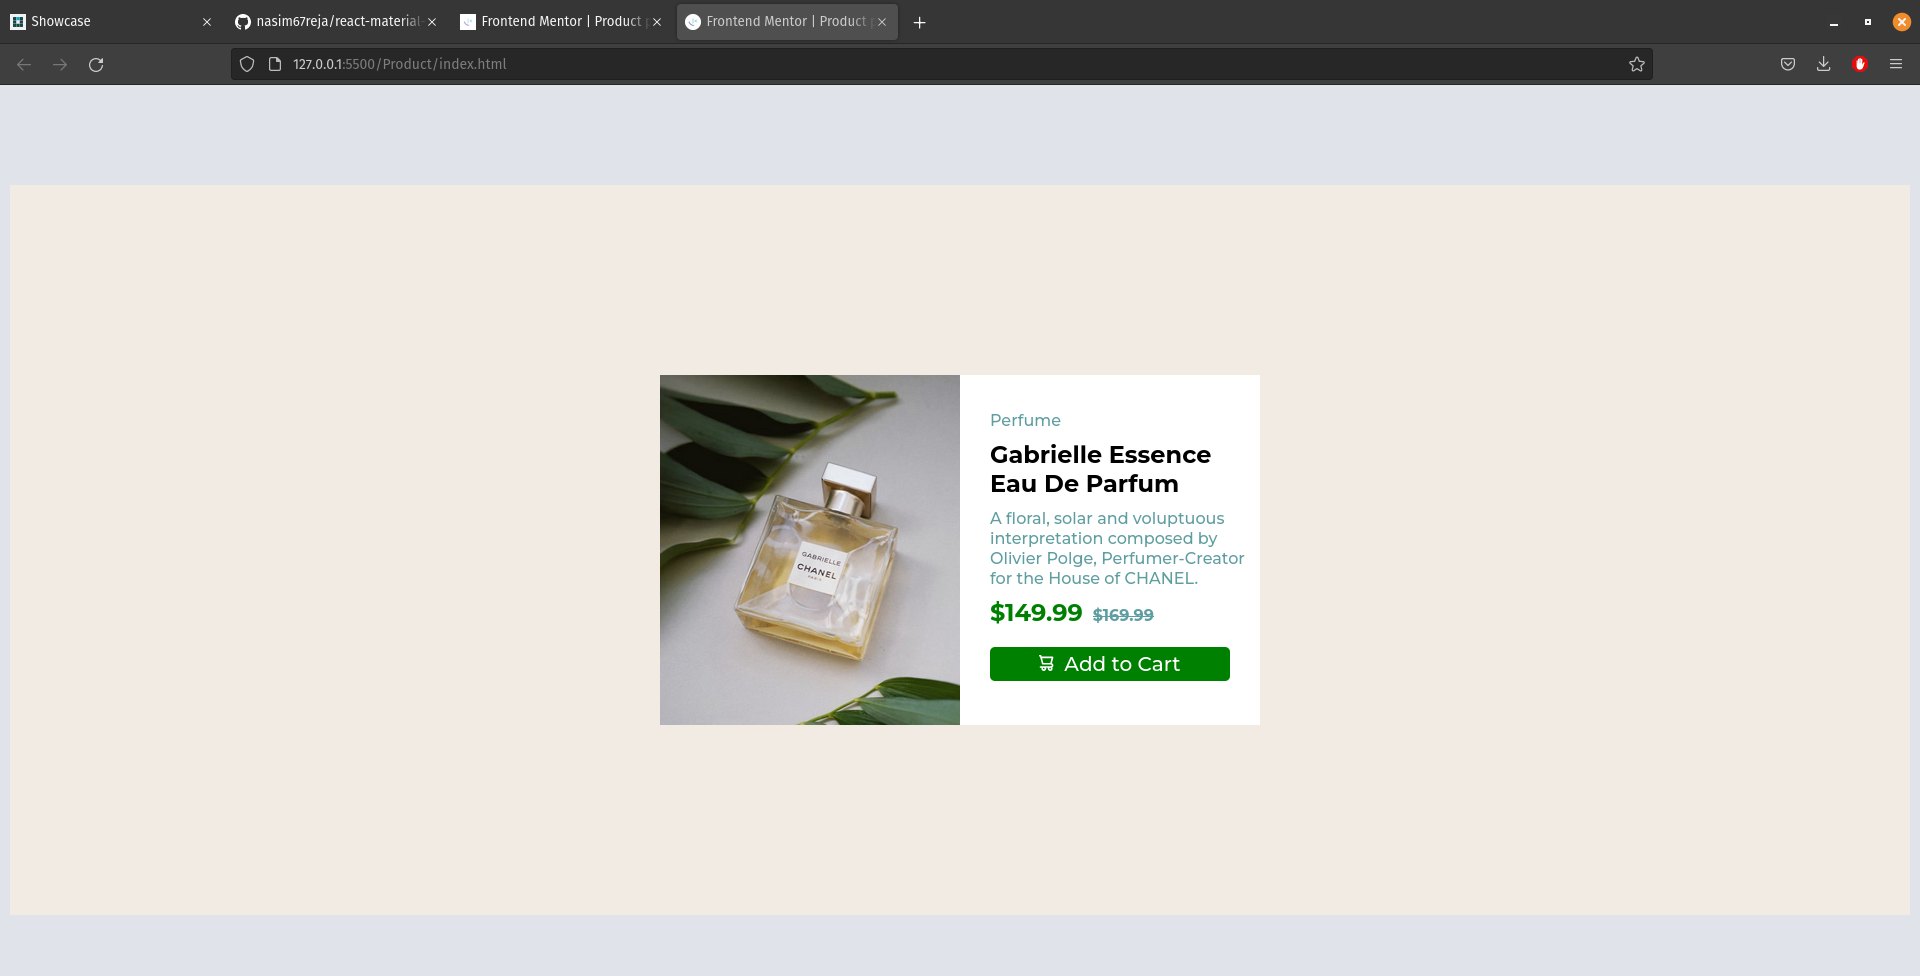 Showcase
nasim67reja/react-material
Frontend Mentor | Product
Frontend Mentor | Product
127.0.0.1:5500/Product/index.html
Perfume
Gabrielle Essence
Eau De Parfum
A floral, solar and voluptuous
interpretation composed by
Olivier Polge, Perfumer-Creator
for the House of CHANEL.
$149.99 $169.99
Add to Cart
GABRIELLE
CHANEL
PARIS